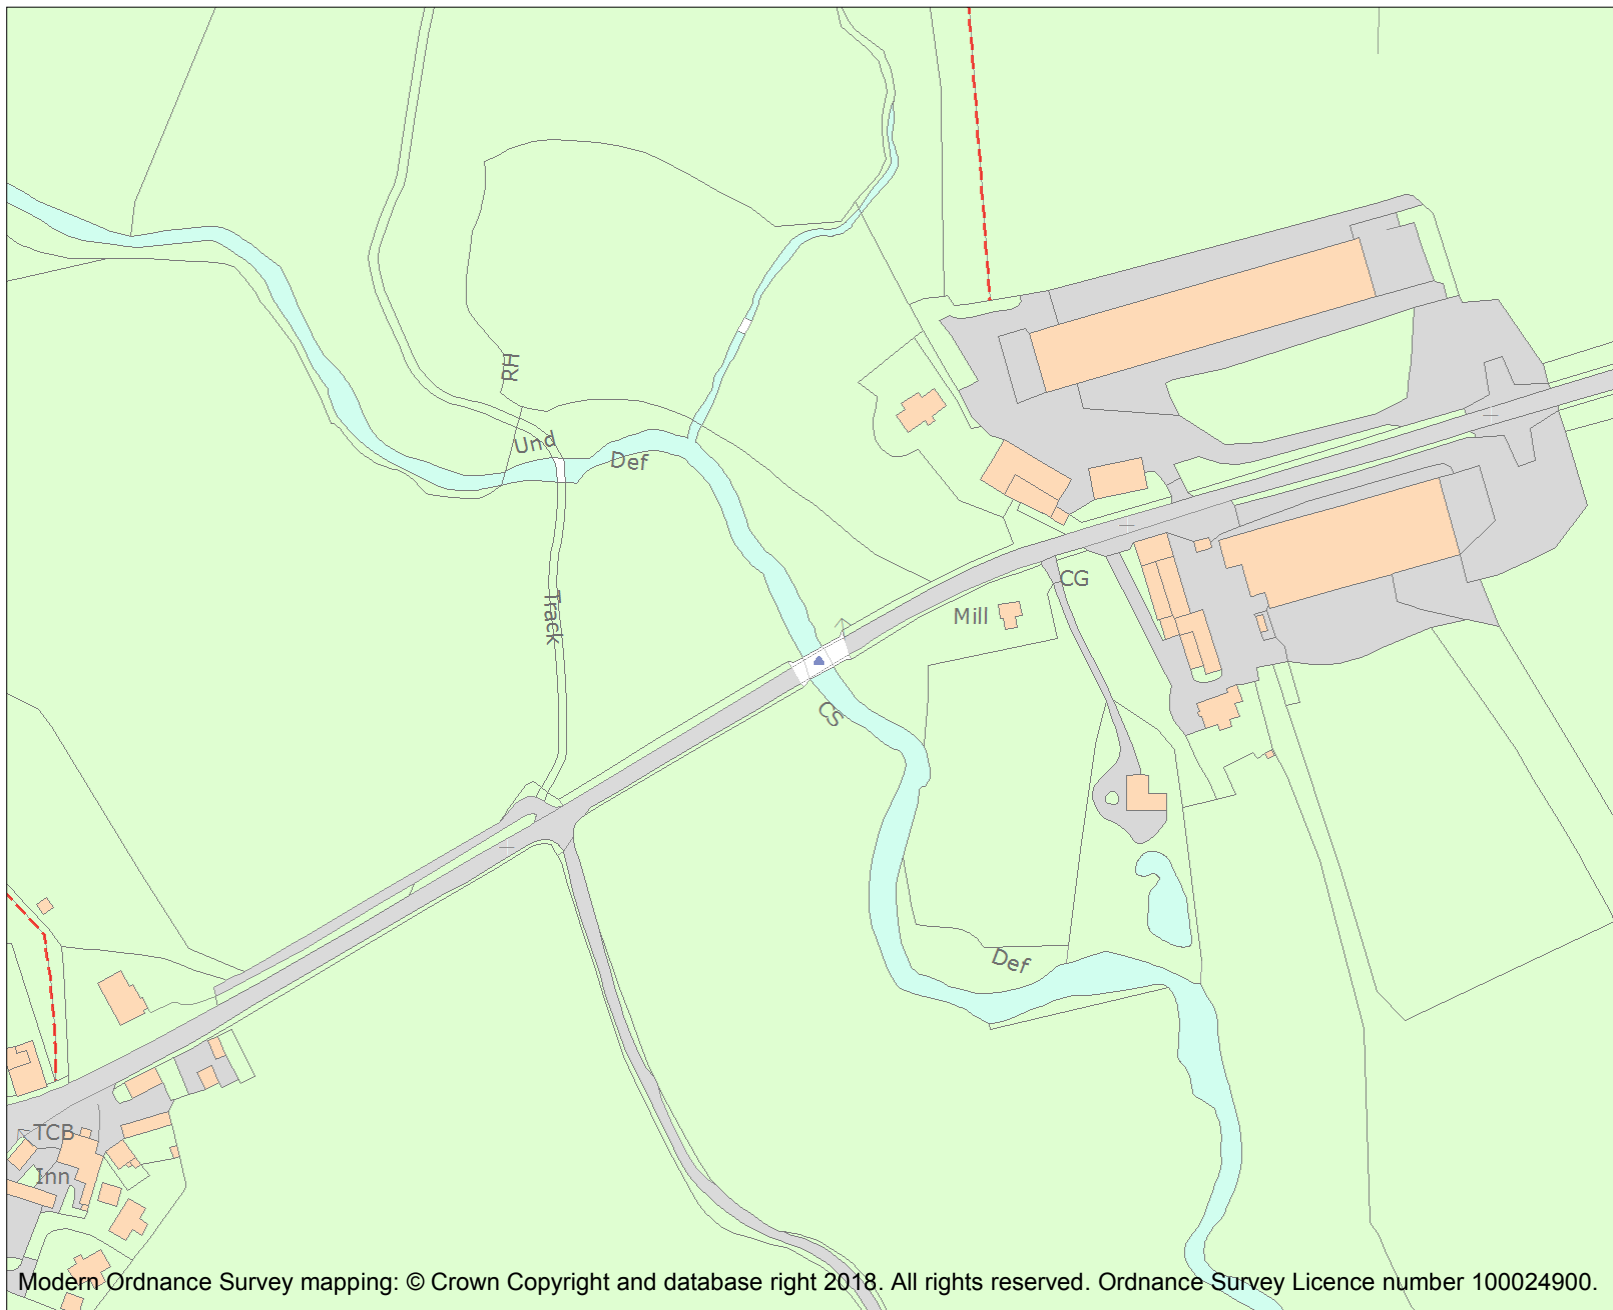 RH
Und
Def
CG
Track
Mill
CS
Def
TCB
Inn
Modern Ordnance Survey mapping: © Crown Copyright and database right 2018. All rights reserved. Ordnance Survey Licence number 100024900.